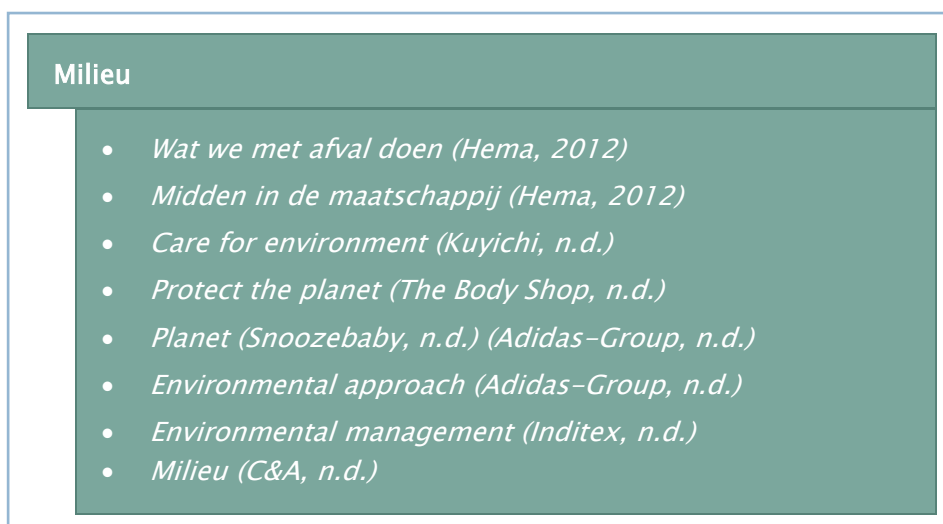 Milieu
• Wat we met afval doen (Hema, 2012)
• Midden in de maatschappij (Hema, 2012)
• Care for environment (Kuyichi, n.d.)
• Protect the planet (The Body Shop, n.d.)
• Planet (Snoozebaby, n.d.) (Adidas-Group, n.d.)
• Environmental approach (Adidas-Group, n.d.)
• Environmental management (Inditex, n.d.)
• Milieu (C&A, n.d.)